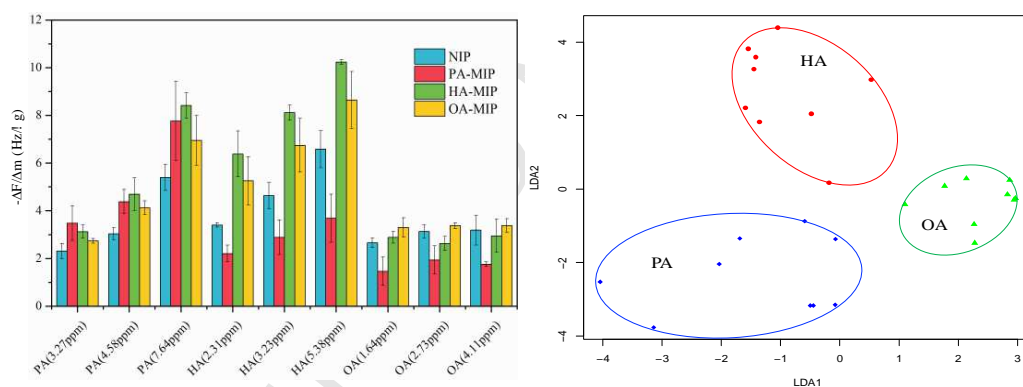 12
10
8
6
4
2
0
-ΔF/Δm (Hz/l g)
NIP
PA-MIP
HA-MIP
OA-MIP
PA(3.27ppm)
PA(4.58ppm)
PA(7.64ppm)
HA(2.31ppm)
HA(3.23ppm)
HA(5.38ppm)
OA(1.64ppm)
OA(2.73ppm)
OA(4.11ppm)
4
2
0
−2
−4
LDA2
HA
OA
PA
−4 −3 −2 −1 0 1 2 3
LDA1